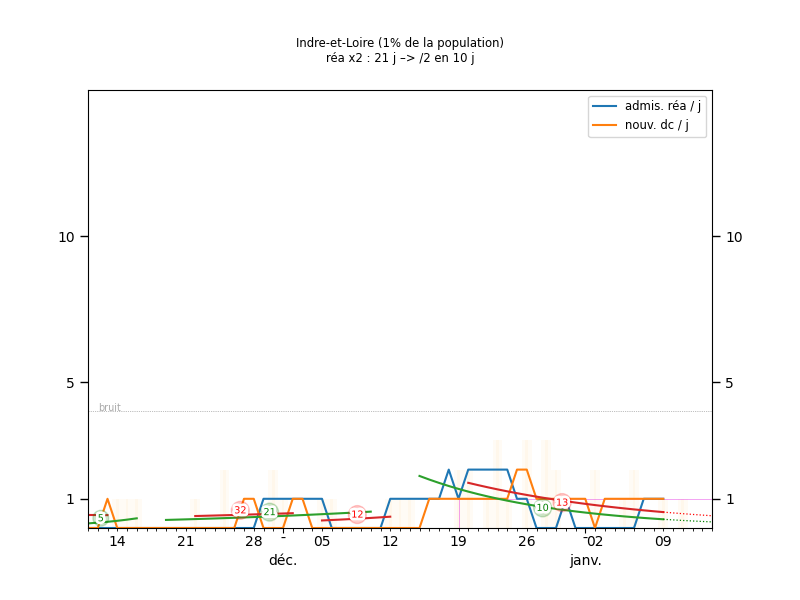 Indre-et-Loire (1% de la population)
réa x2 : 21 j –> /2 en 10 j
admis. réa / j
nouv. dc / j
10 10
5 5
bruit
1 1
5 32 21 12 10 13
14 21 28 - 05 12 19 26 - 02 09
déc. janv.